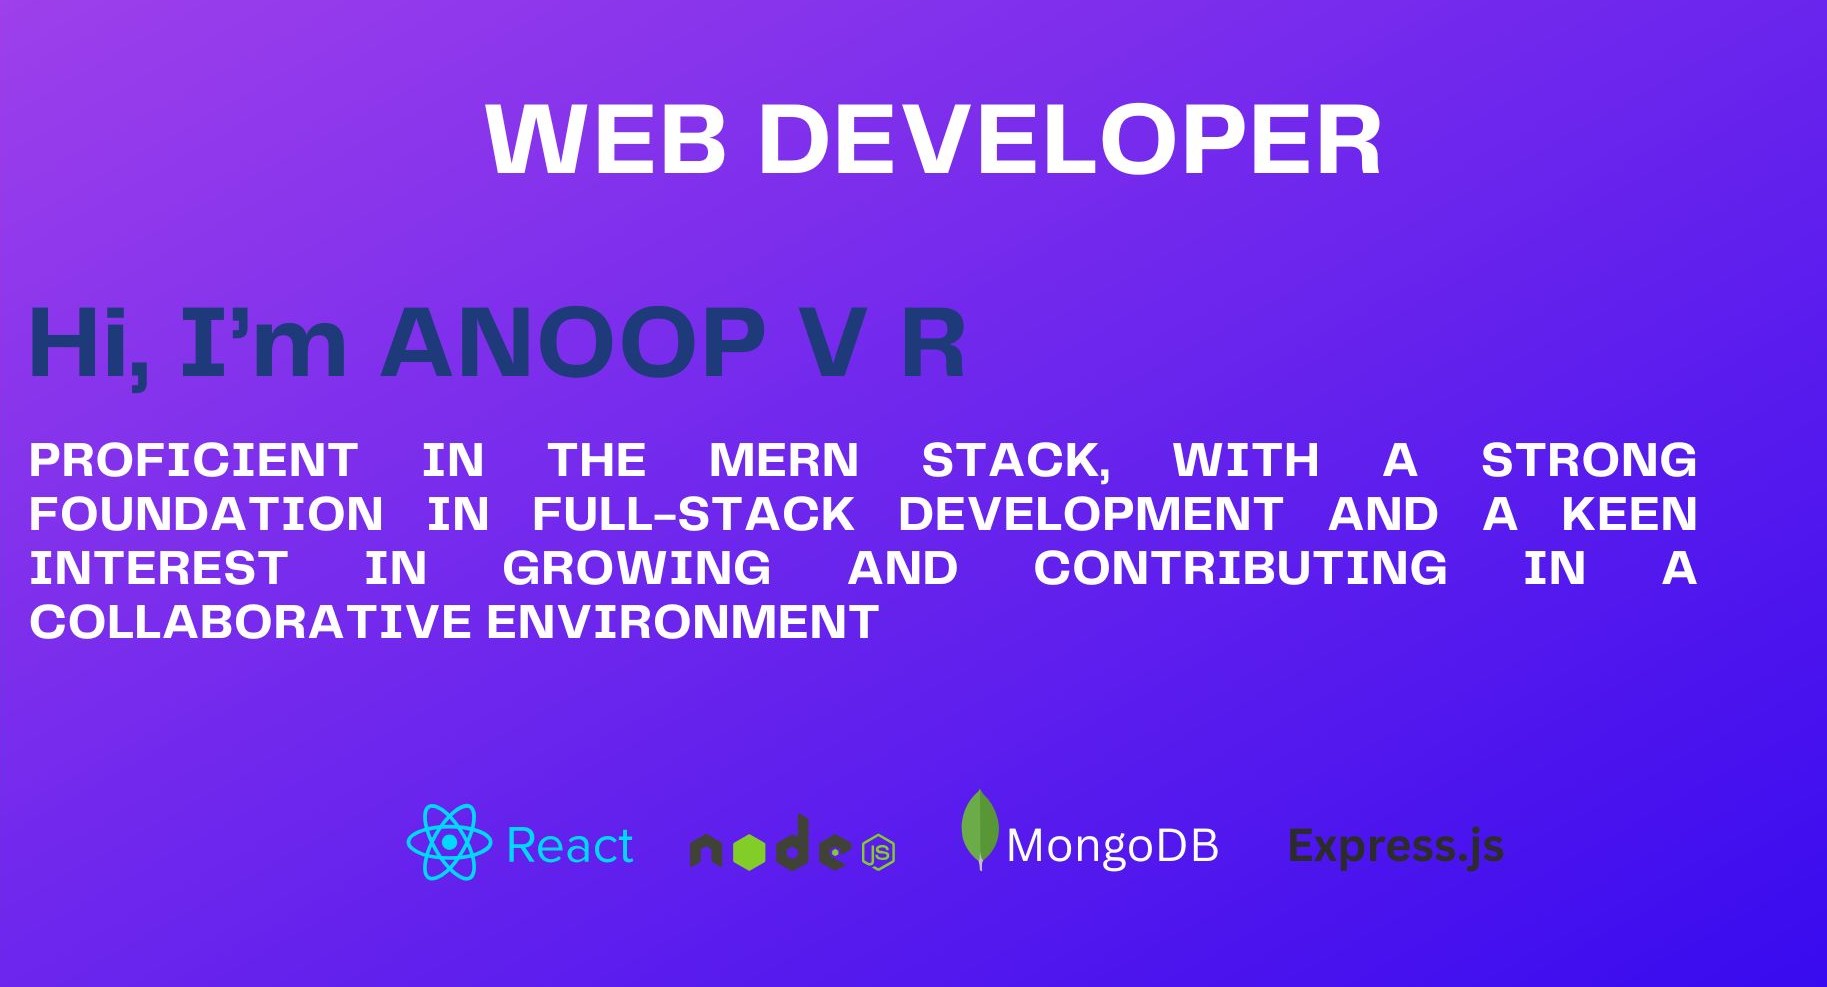 WEB DEVELOPER
Hi, I’m ANOOP V R
PROFICIENT IN THE MERN STACK, WITH A STRONG
FOUNDATION IN FULL-STACK DEVELOPMENT AND A KEEN
INTEREST IN GROWING AND CONTRIBUTING IN A
COLLABORATIVE ENVIRONMENT
React node JS MongoDB Express.js